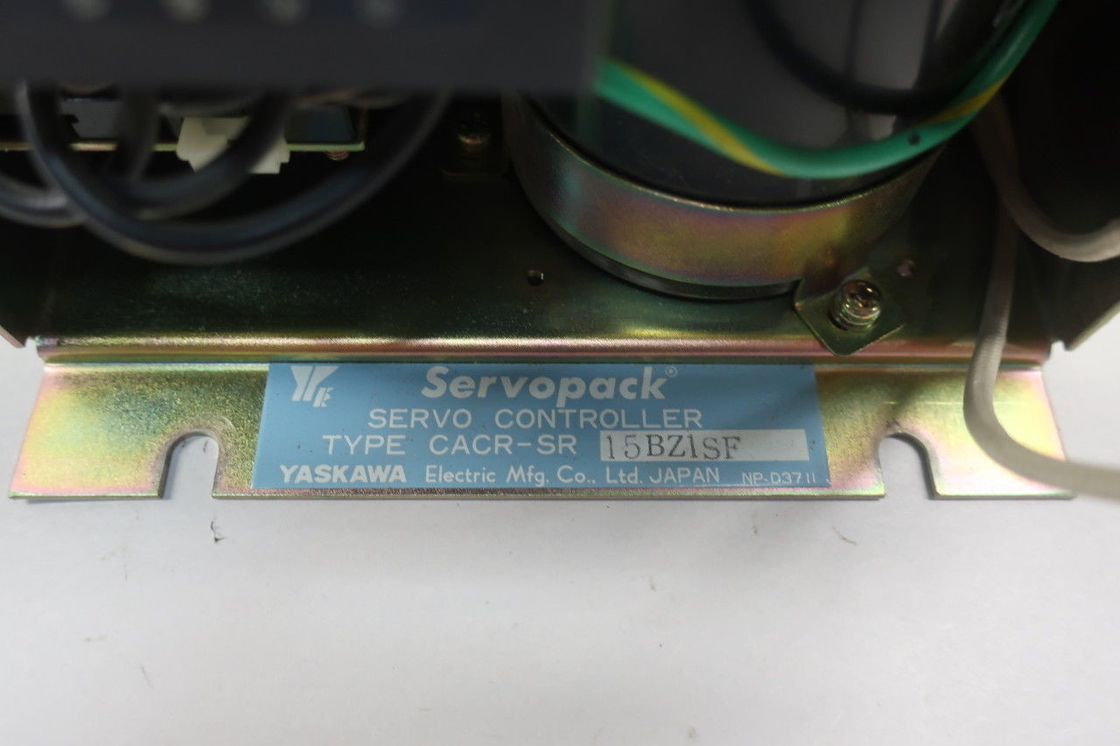 Servopack®
SERVO CONTROLLER
TYPE CACR-SR 15BZ1SF
YASKAWA Electric Mfg. Co., Ltd. JAPAN NP-D3711